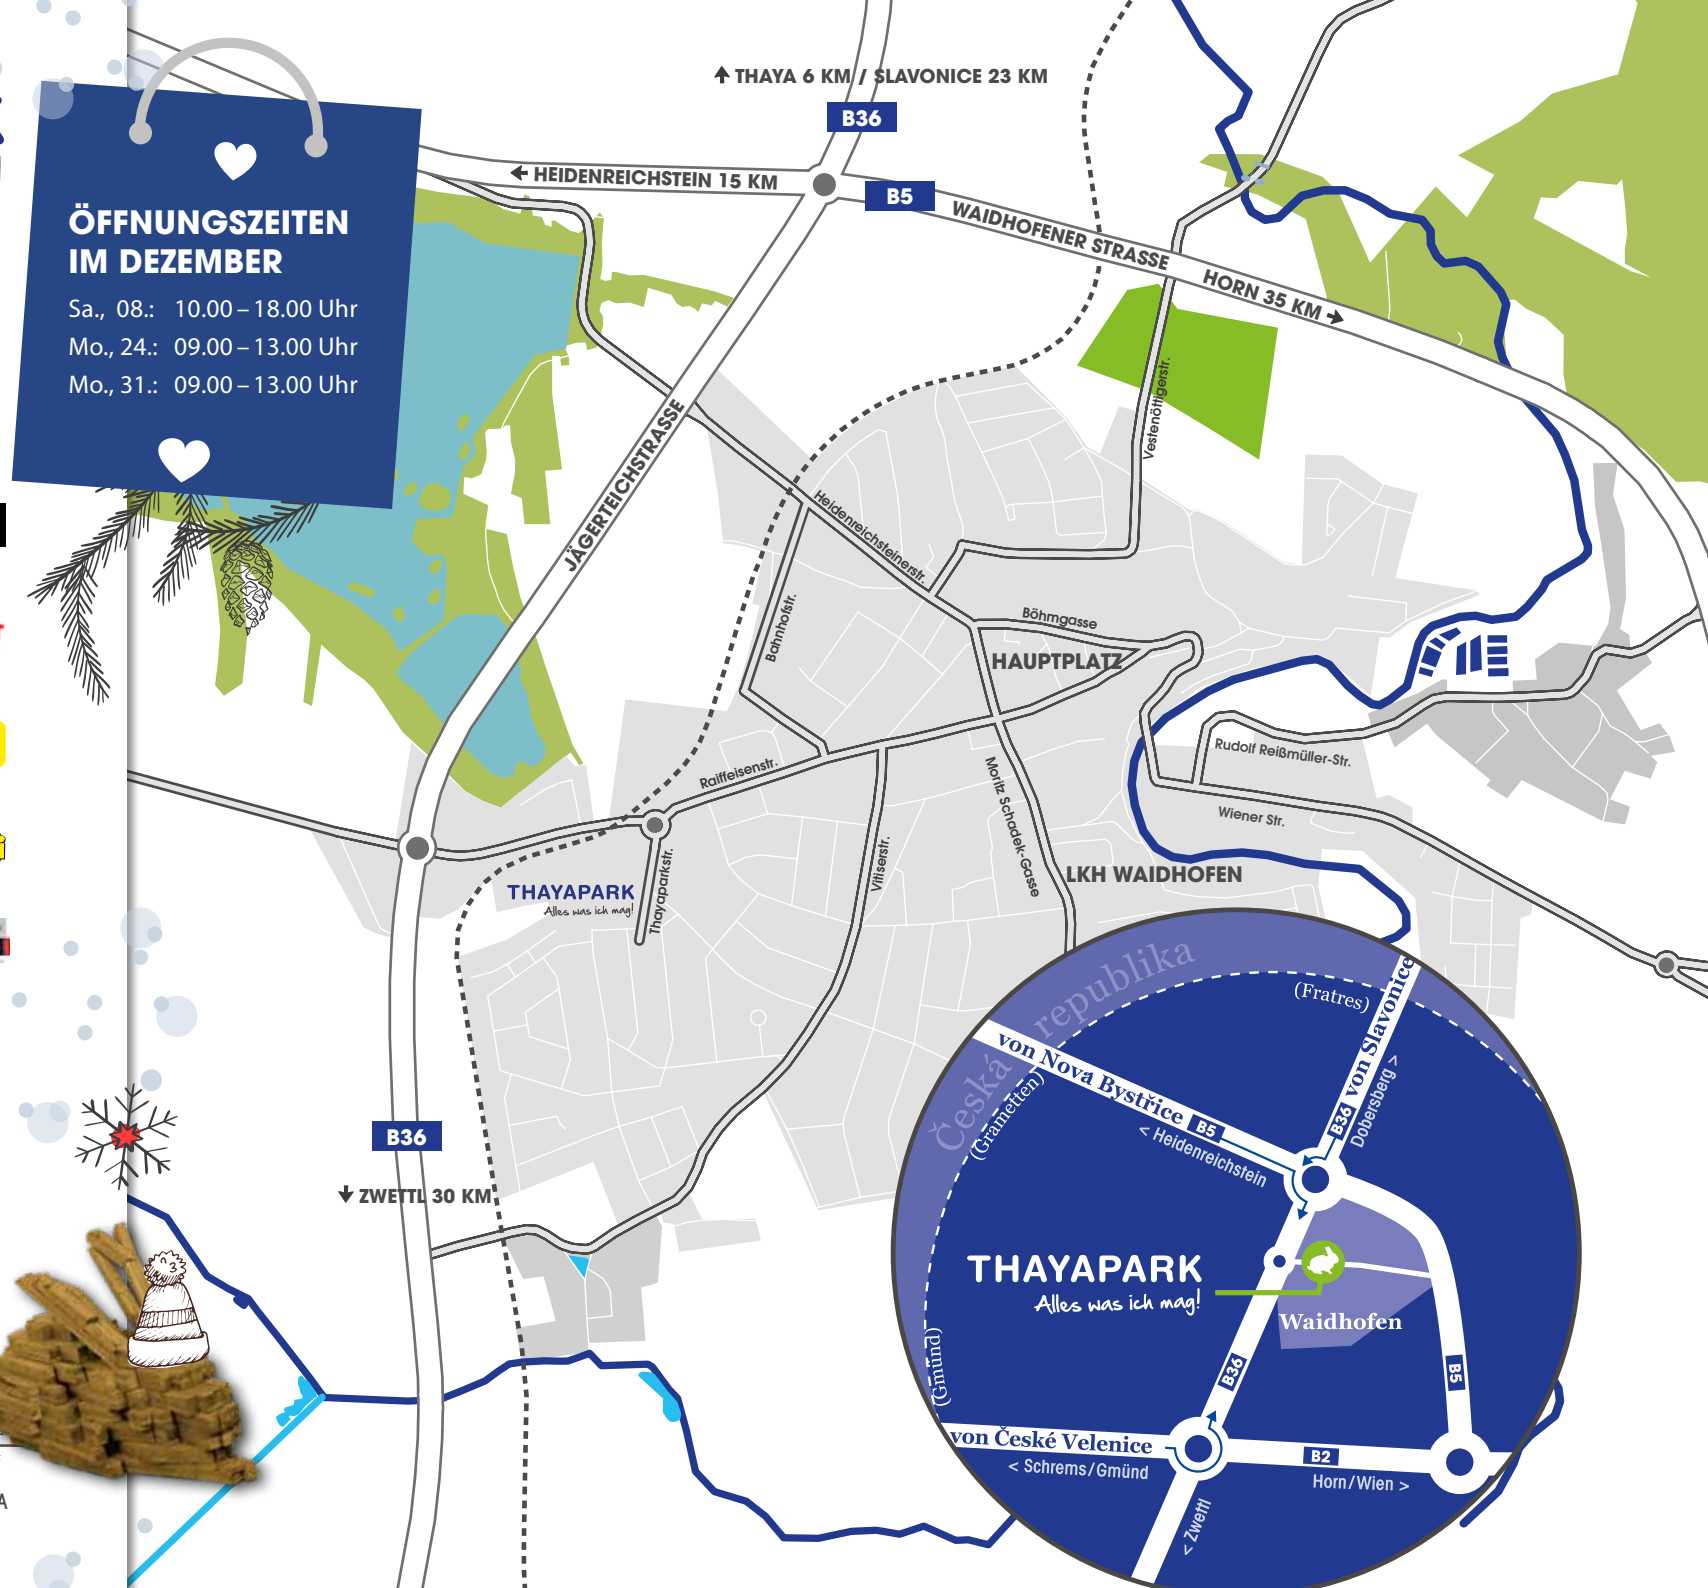 THAYA 6 KM / SLAVONICE 23 KM
B36
HEIDENREICHSTEIN 15 KM
B5
WAIDHOFENER STRASSE
HORN 35 KM
ÖFFNUNGSZEITEN
IM DEZEMBER
Sa., 08.: 10.00 – 18.00 Uhr
Mo., 24.: 09.00 – 13.00 Uhr
Mo., 31.: 09.00 – 13.00 Uhr
JÄGERTEICHSTRASSE
Vestenöttingerstr.
Heidenreichsteinerstr.
Bahnhofstr.
Böhmgasse
HAUPTPLATZ
Raiffeisenstr.
Moritz Schadek-Gasse
Rudolf Reißmüller-Str.
Wiener Str.
Vitiserstr.
LKH WAIDHOFEN
THAYAPARK
Alles was ich mag!
Thayaparkstr.
B36
ZWETTL 30 KM
Česká republika
(Fratres)
von Slavonice
B36
Dobersberg >
von Nová Bystřice
B5
< Heidenreichstein
(Grametten)
THAYAPARK
Alles was ich mag!
Waidhofen
(Gmünd)
B36
B5
von České Velenice
< Schrems/Gmünd
B2
Horn/Wien >
< Zwettl
A